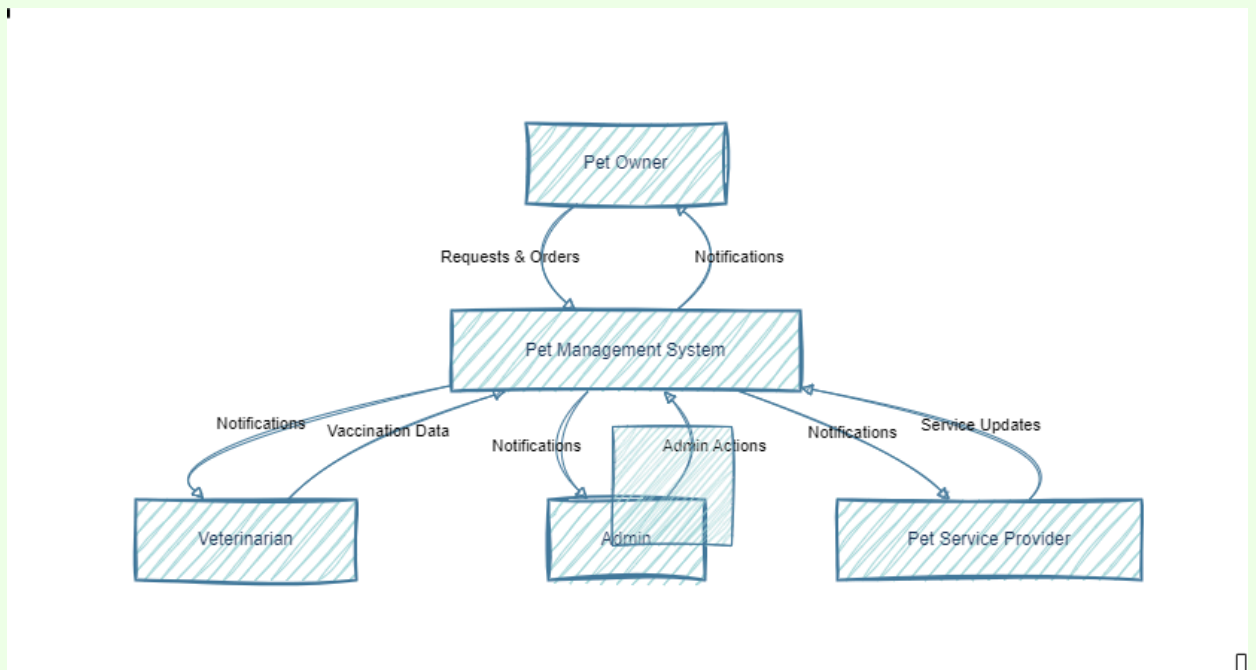 Pet Owner
Requests & Orders
Notifications
Pet Management System
Notifications
Vaccination Data
Notifications
Admin Actions
Notifications
Service Updates
Veterinarian
Admin
Pet Service Provider